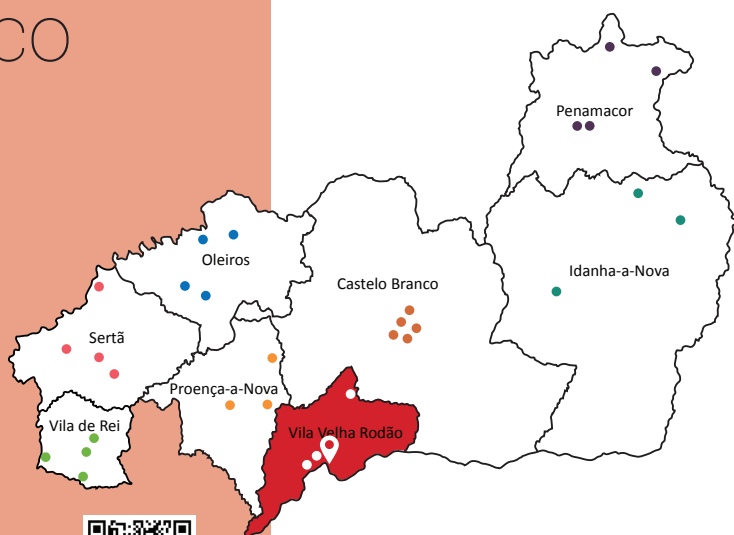 CO
Penamacor
Idanha-a-Nova
Oleiros
Castelo Branco
Sertã
Proença-a-Nova
Vila de Rei
Vila Velha Rodão